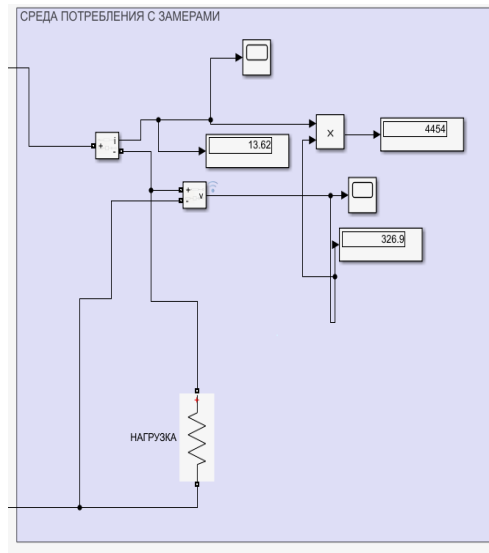 СРЕДА ПОТРЕБЛЕНИЯ С ЗАМЕРАМИ
+
i
-
13.62
×
4454
+
-
v
326.9
+
НАГРУЗКА